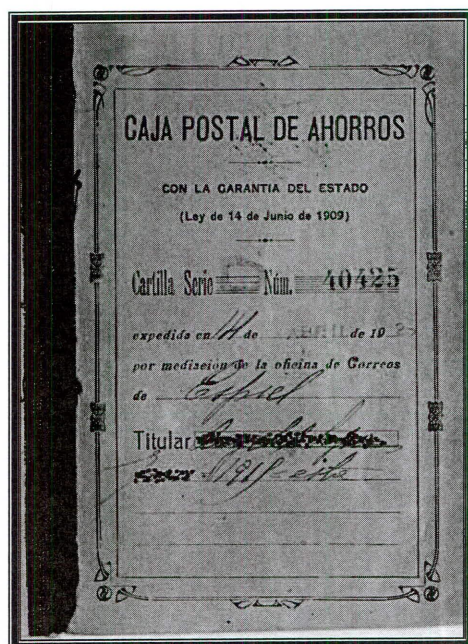 CAJA POSTAL DE AHORROS
CON LA GARANTIA DEL ESTADO
(Ley de 14 de Junio de 1909)
Cartilla Serie Núm. 40425
expedida en 14 de ABRIL de 19
por mediación de la oficina de Correos
de Espiel
Titular